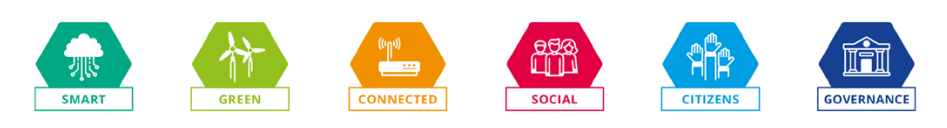 SMART
GREEN
CONNECTED
SOCIAL
CITIZENS
GOVERNANCE